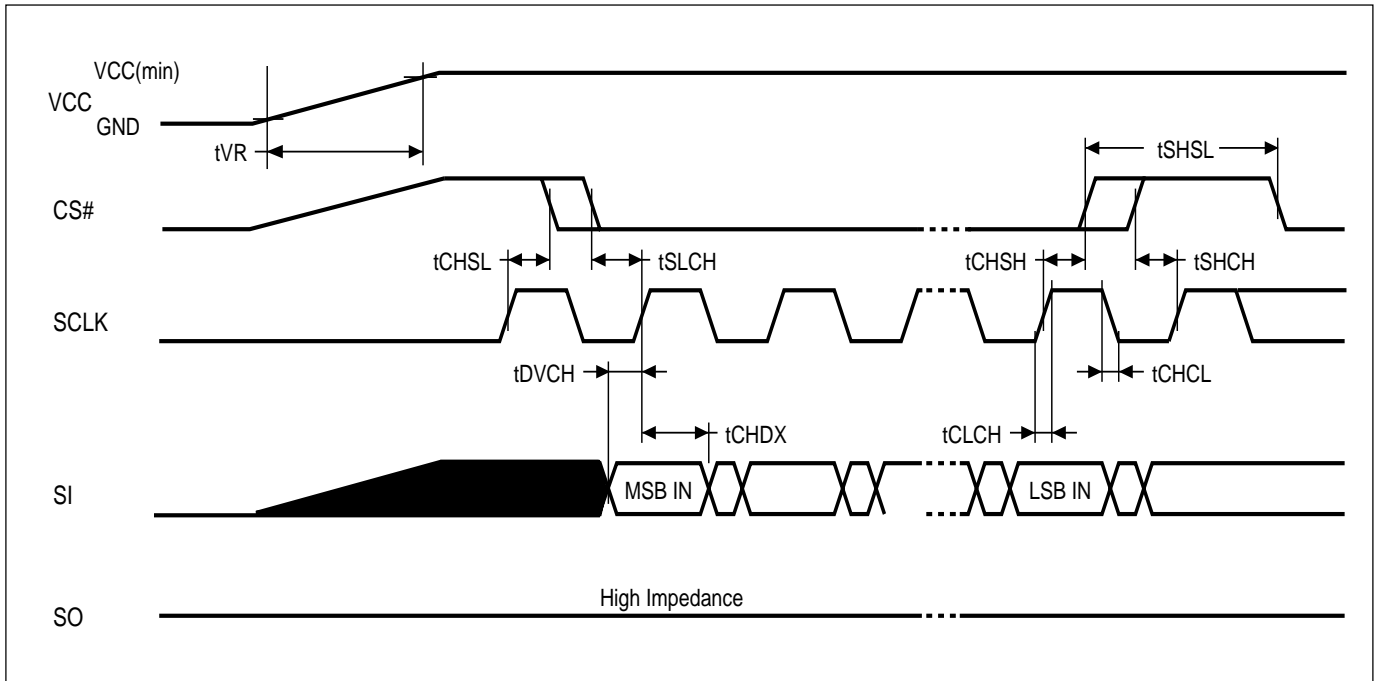 VCC(min)
VCC
GND
tVR
tSHSL
CS#
tCHSL
tSLCH
tCHSH
tSHCH
SCLK
tDVCH
tCHCL
tCHDX
tCLCH
SI
MSB IN
LSB IN
High Impedance
SO